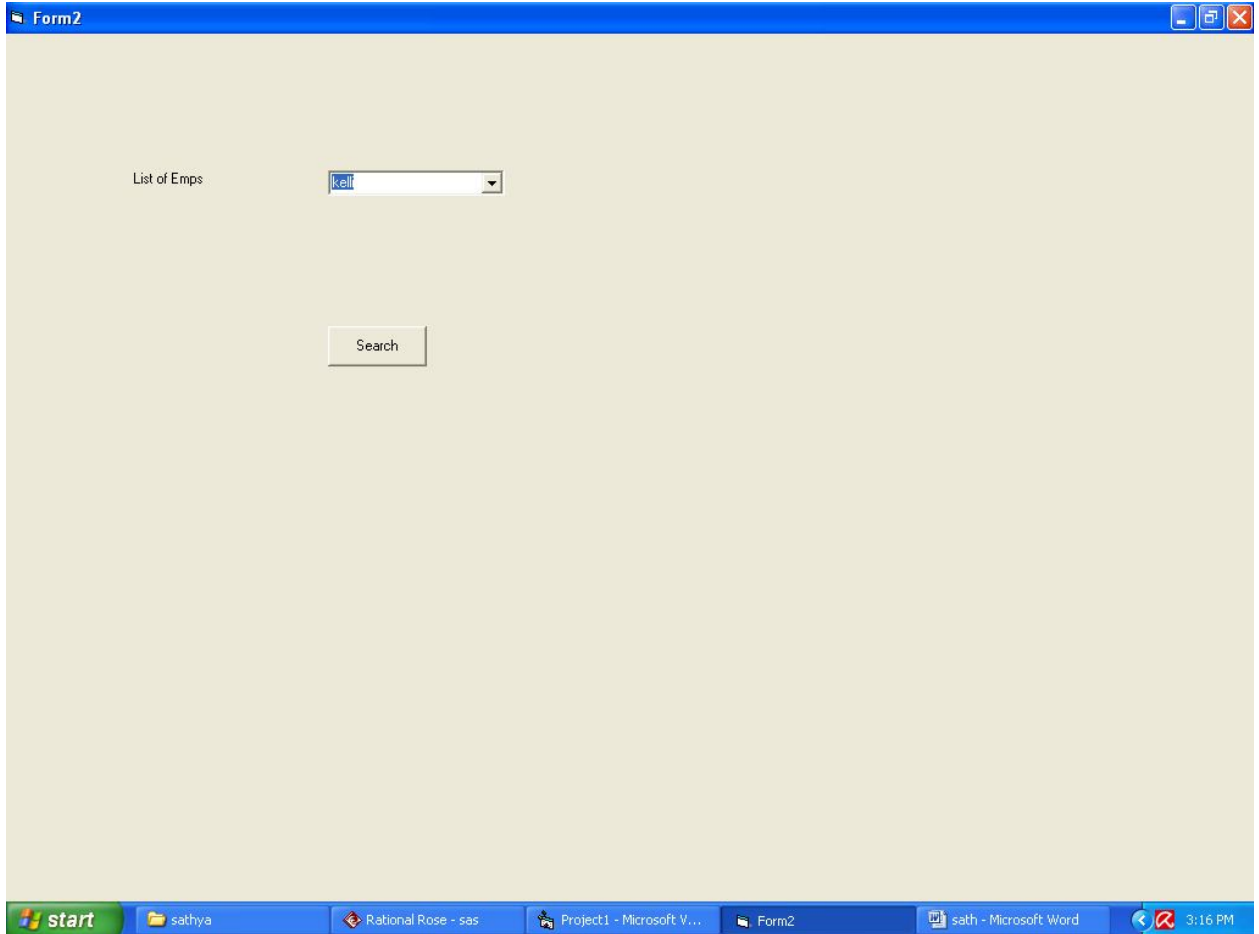 Form2
List of Emps
Search
start
sathya
Rational Rose - sas
Project1 - Microsoft V...
Form2
sath - Microsoft Word
3:16 PM